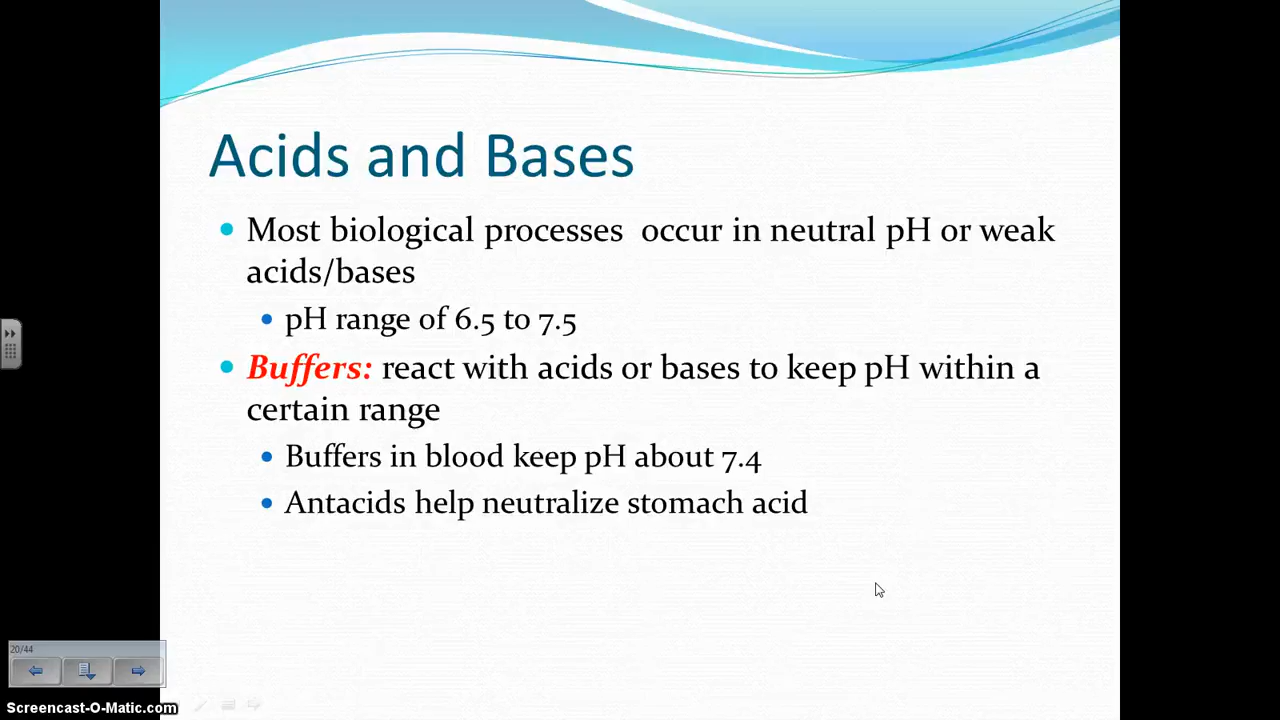 Acids and Bases
Most biological processes occur in neutral pH or weak
acids/bases
pH range of 6.5 to 7.5
Buffers: react with acids or bases to keep pH within a
certain range
Buffers in blood keep pH about 7.4
Antacids help neutralize stomach acid
20/44
Screencast-O-Matic.com